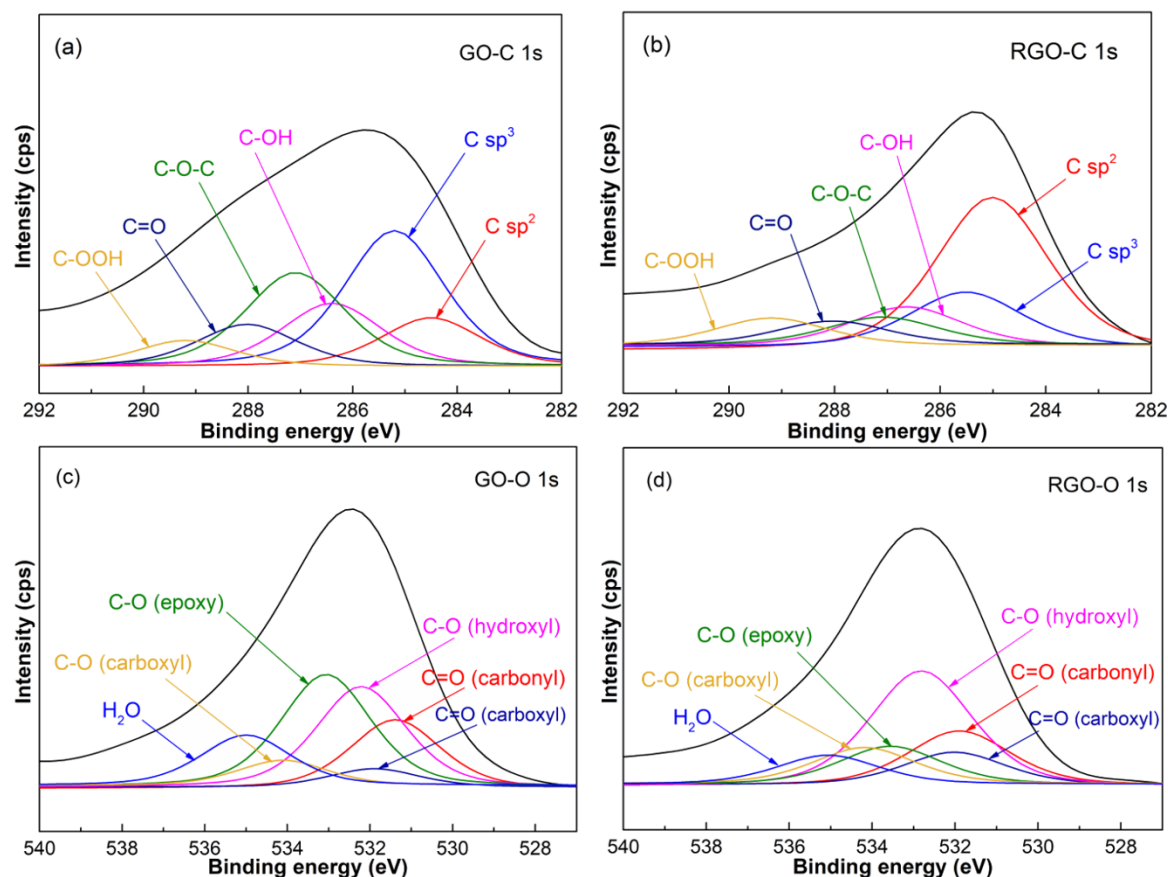 (a)
GO-C 1s
C-OH
C sp³
C-O-C
C=O
C sp²
C-OOH
Intensity (cps)
292
290
288
286
284
282
Binding energy (eV)
(b)
RGO-C 1s
C-OH
C sp²
C-O-C
C=O
C-OOH
C sp³
Intensity (cps)
292
290
288
286
284
282
Binding energy (eV)
(c)
GO-O 1s
C-O (epoxy)
C-O (hydroxyl)
C-O (carboxyl)
C=O (carbonyl)
H₂O
C=O (carboxyl)
Intensity (cps)
540
538
536
534
532
530
528
Binding energy (eV)
(d)
RGO-O 1s
C-O (hydroxyl)
C-O (epoxy)
C=O (carbonyl)
C-O (carboxyl)
H₂O
C=O (carboxyl)
Intensity (cps)
540
538
536
534
532
530
528
Binding energy (eV)